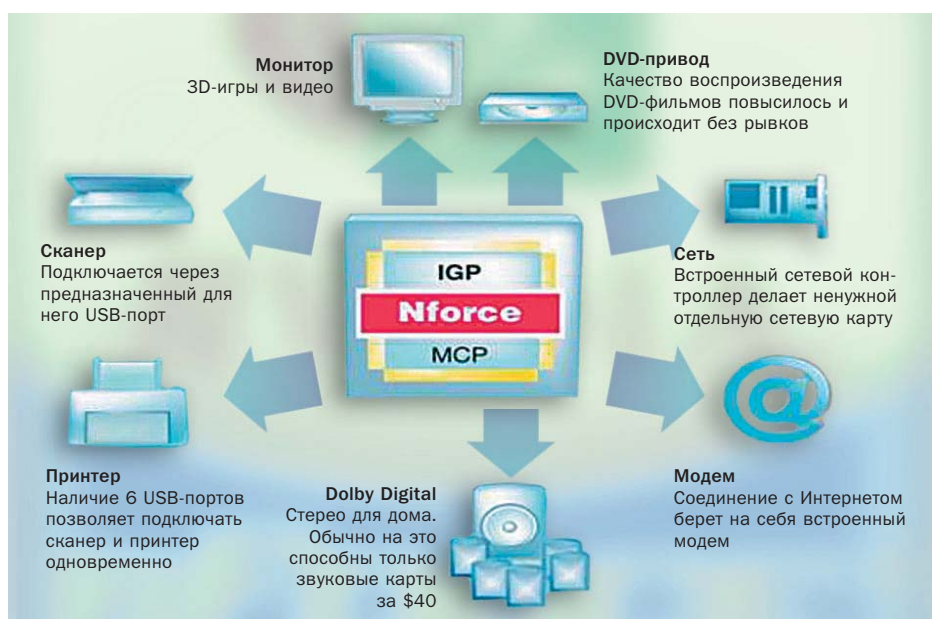 Монитор
3D-игры и видео
DVD-привод
Качество воспроизведения
DVD-фильмов повысилось и
происходит без рывков
Сканер
Подключается через
предназначенный для
него USB-порт
IGP
Nforce
MCP
Сеть
Встроенный сетевой кон-
троллер делает ненужной
отдельную сетевую карту
Принтер
Наличие 6 USB-портов
позволяет подключать
сканер и принтер
одновременно
Dolby Digital
Стерео для дома.
Обычно на это
способны только
звуковые карты
за $40
@
Модем
Соединение с Интернетом
берет на себя встроенный
модем